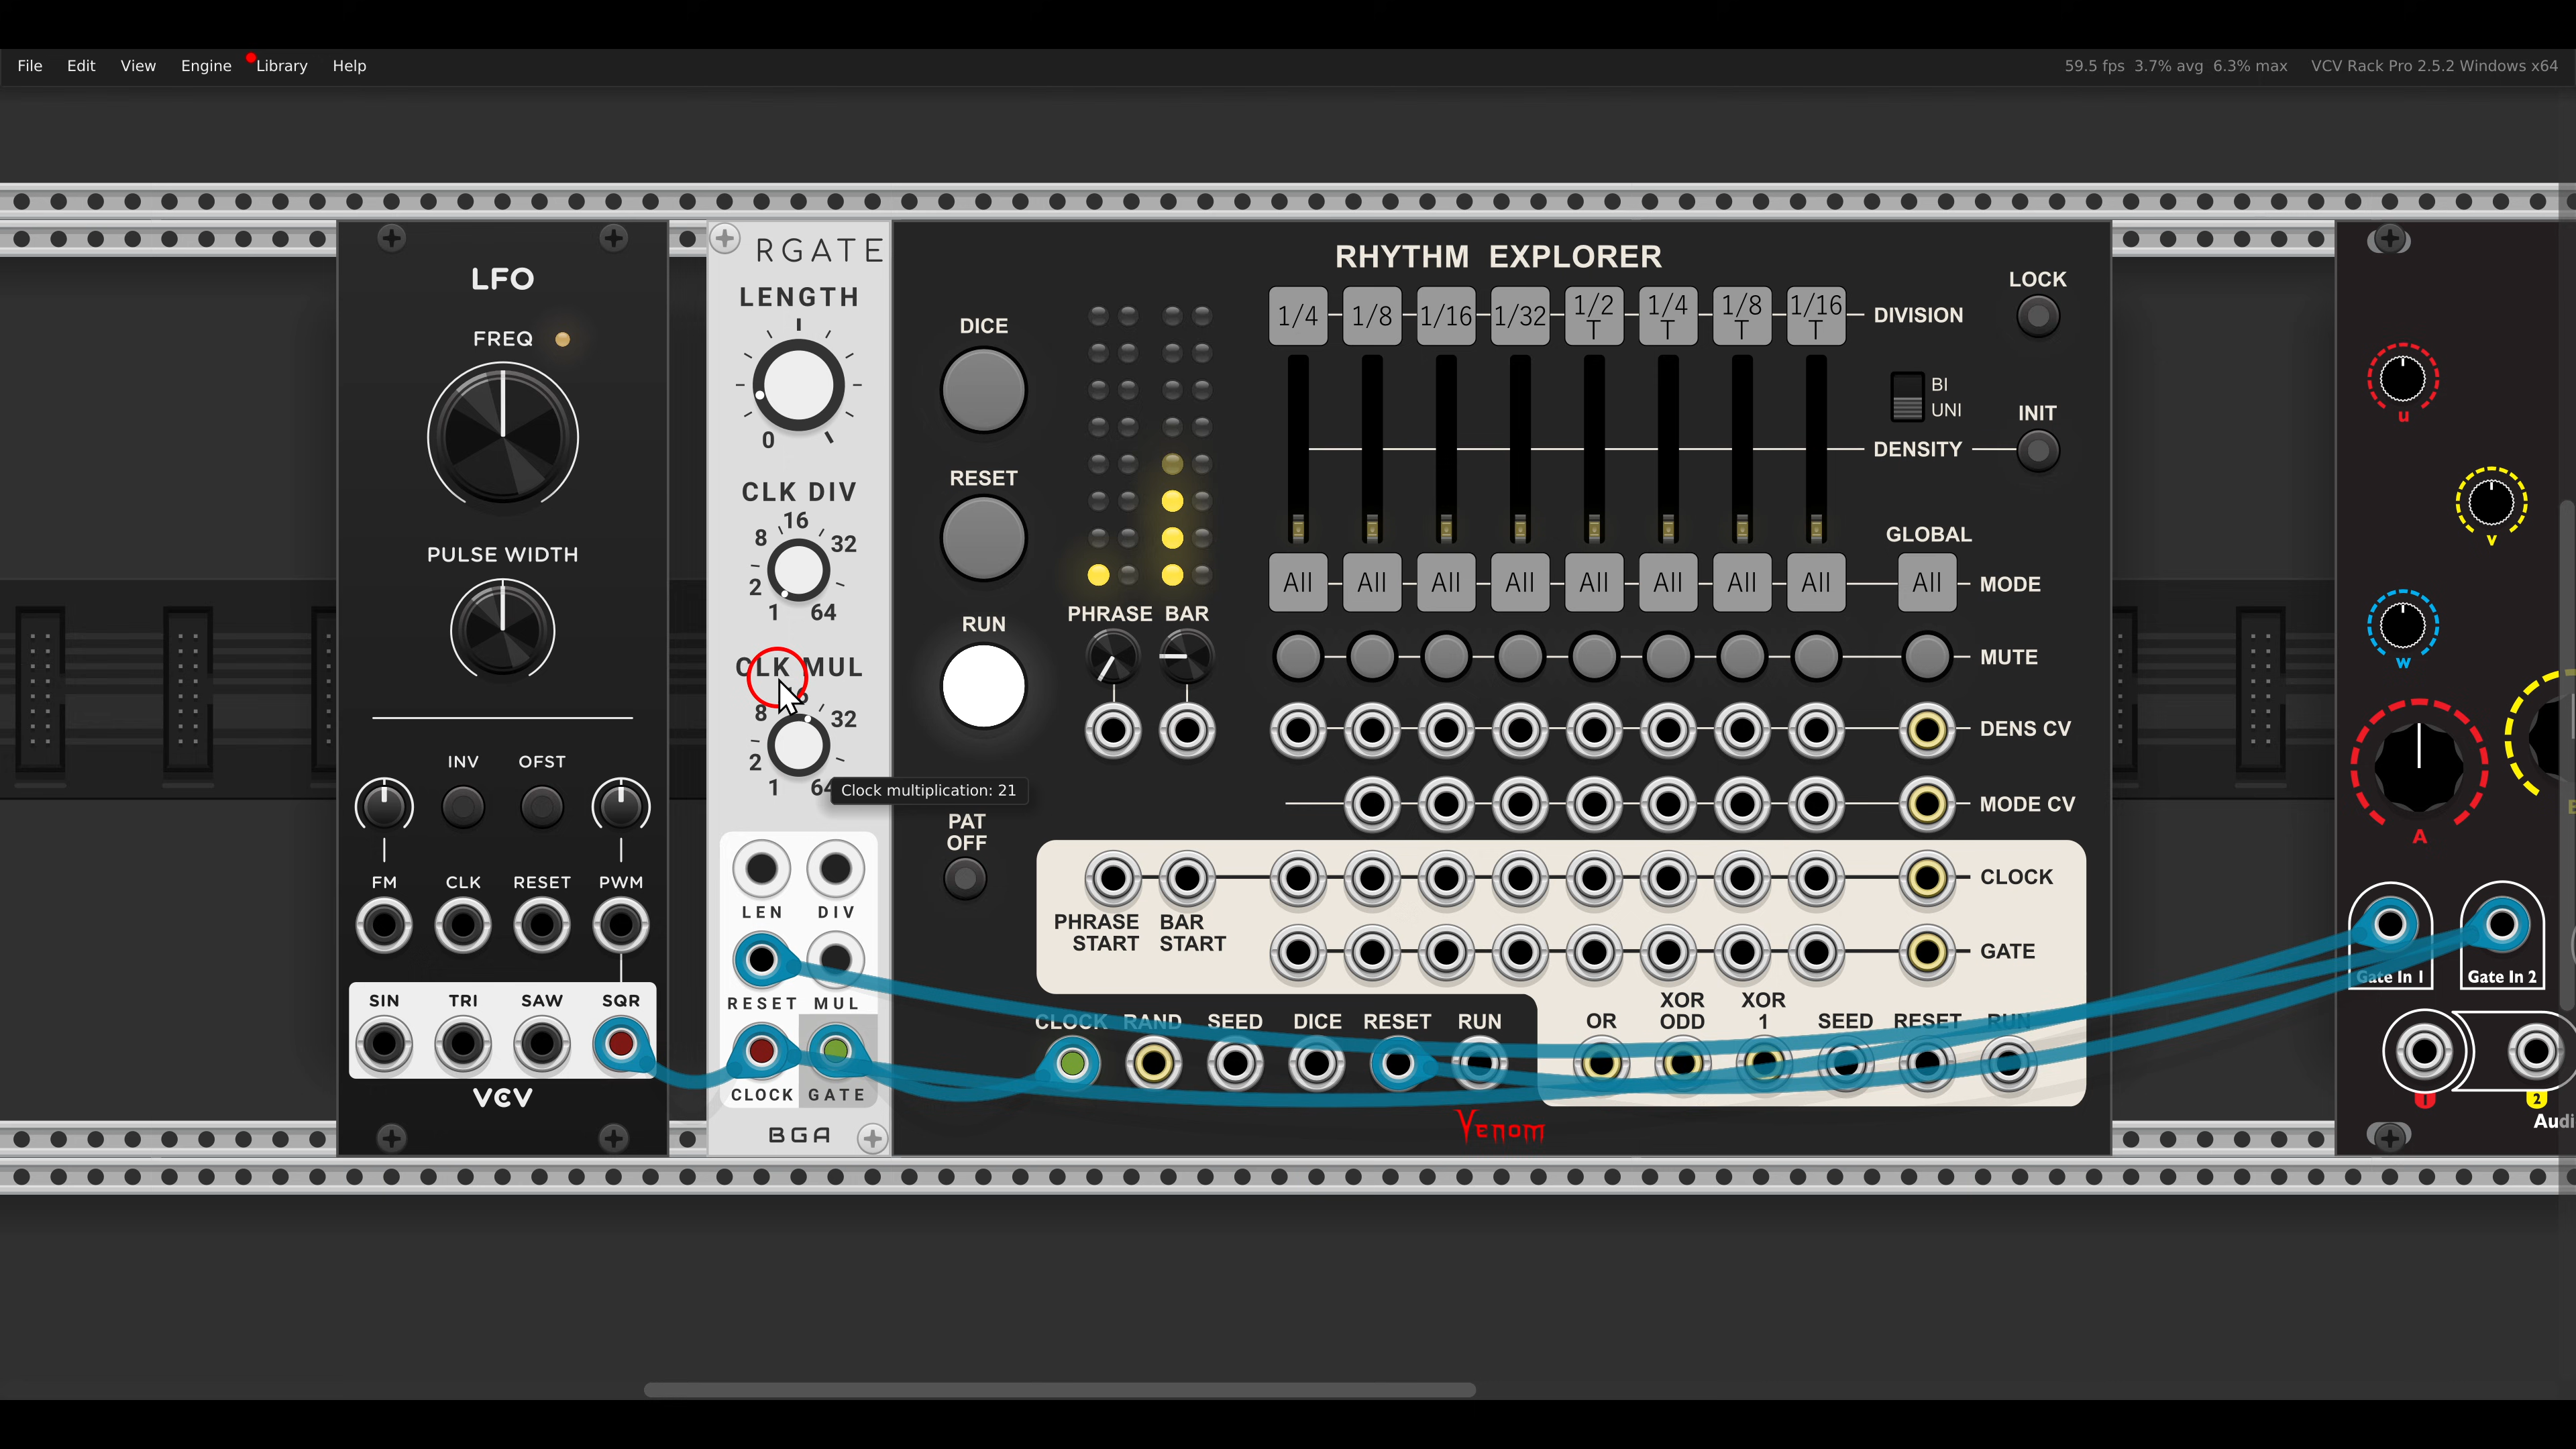 File Edit View Engine Library Help
59.5 fps 3.7% avg 6.3% max VCV Rack Pro 2.5.2 Windows x64
LFO
FREQ
PULSE WIDTH
INV OFST
FM CLK RESET PWM
SIN TRI SAW SQR
VCV
RGATE
LENGTH
0
CLK DIV
16
8 32
2
1 64
CLK MUL
8 32
2
1
Clock multiplication: 21
LEN DIV
RESET MUL
CLOCK GATE
BGA
RHYTHM EXPLORER
DICE
RESET
RUN
PAT
OFF
PHRASE BAR
1/4 1/8 1/16 1/32 1/2 T 1/4 T 1/8 T 1/16 T DIVISION
LOCK
BI
UNI
INIT
DENSITY
GLOBAL
All All All All All All All All All MODE
MUTE
DENS CV
MODE CV
CLOCK
PHRASE START
BAR START
GATE
CLOCK RAND SEED DICE RESET RUN
OR XOR ODD XOR 1 SEED RESET RUN
Venom
u
v
w
A
Gate In 1 Gate In 2
1 2